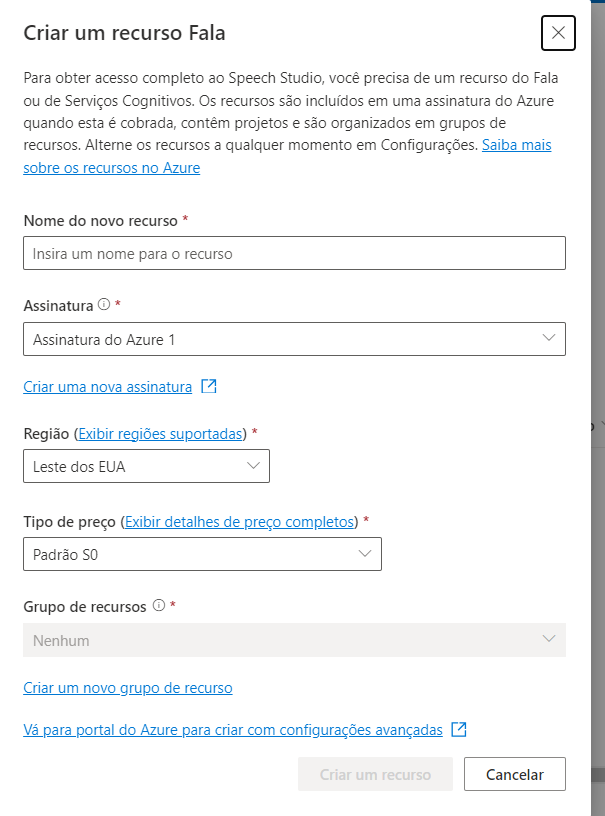 Criar um recurso Fala
Para obter acesso completo ao Speech Studio, você precisa de um recurso do Fala
ou de Serviços Cognitivos. Os recursos são incluídos em uma assinatura do Azure
quando esta é cobrada, contêm projetos e são organizados em grupos de
recursos. Alterne os recursos a qualquer momento em Configurações. Saiba mais
sobre os recursos no Azure
Nome do novo recurso *
Insira um nome para o recurso
Assinatura *
Assinatura do Azure 1
Criar uma nova assinatura
Região (Exibir regiões suportadas) *
Leste dos EUA
Tipo de preço (Exibir detalhes de preço completos) *
Padrão S0
Grupo de recursos *
Nenhum
Criar um novo grupo de recurso
Vá para portal do Azure para criar com configurações avançadas
Criar um recurso
Cancelar